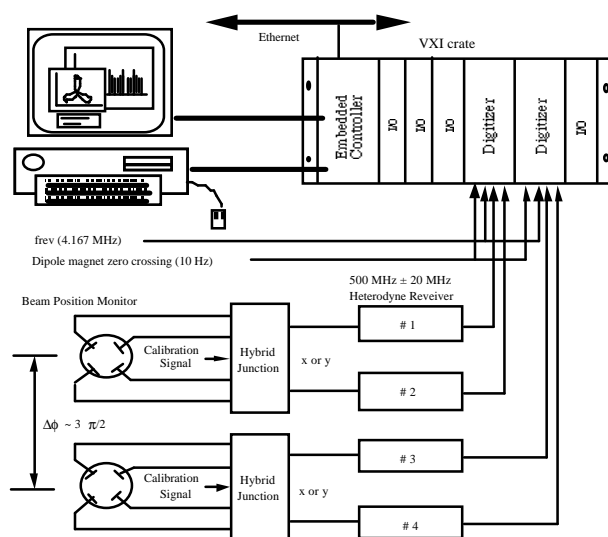 Ethernet
VXI crate
Embedded
Controller
I/O
I/O
I/O
Digitizer
Digitizer
I/O
frev (4.167 MHz)
Dipole magnet zero crossing (10 Hz)
500 MHz ± 20 MHz
Heterodyne Reveiver
Beam Position Monitor
Calibration
Signal
Hybrid
Junction
x or y
# 1
# 2
Δϕ ~ 3 π/2
Calibration
Signal
Hybrid
Junction
x or y
# 3
# 4